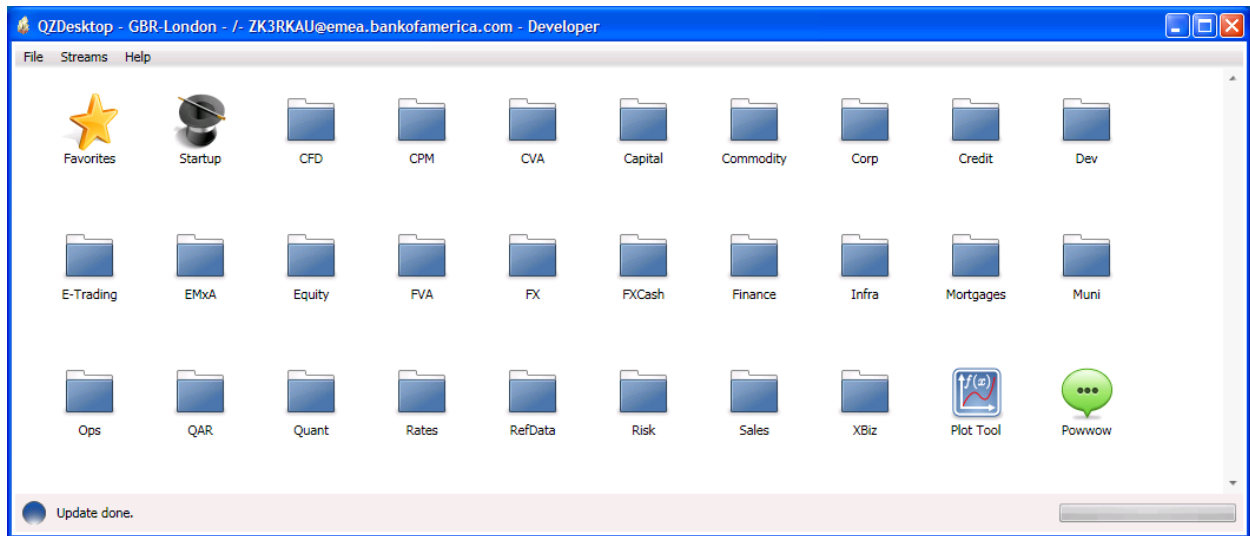 QZDesktop - GBR-London - /- ZK3RKAU@emea.bankofamerica.com - Developer
File Streams Help
Favorites Startup CFD CPM CVA Capital Commodity Corp Credit Dev
E-Trading EMxA Equity FVA FX FXCash Finance Infra Mortgages Muni
f(x)
Ops QAR Quant Rates RefData Risk Sales XBiz Plot Tool Powwow
Update done.